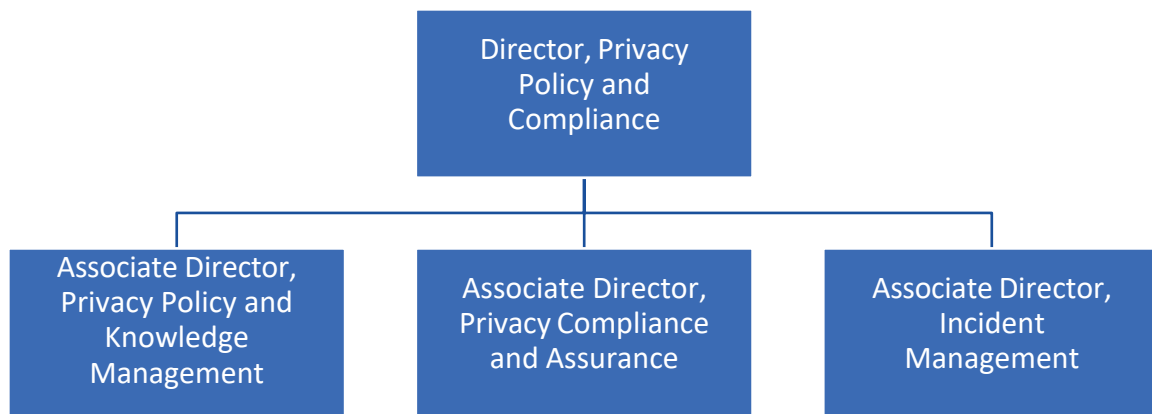 Director, Privacy
Policy and
Compliance
Associate Director,
Privacy Policy and
Knowledge
Management
Associate Director,
Privacy Compliance
and Assurance
Associate Director,
Incident
Management